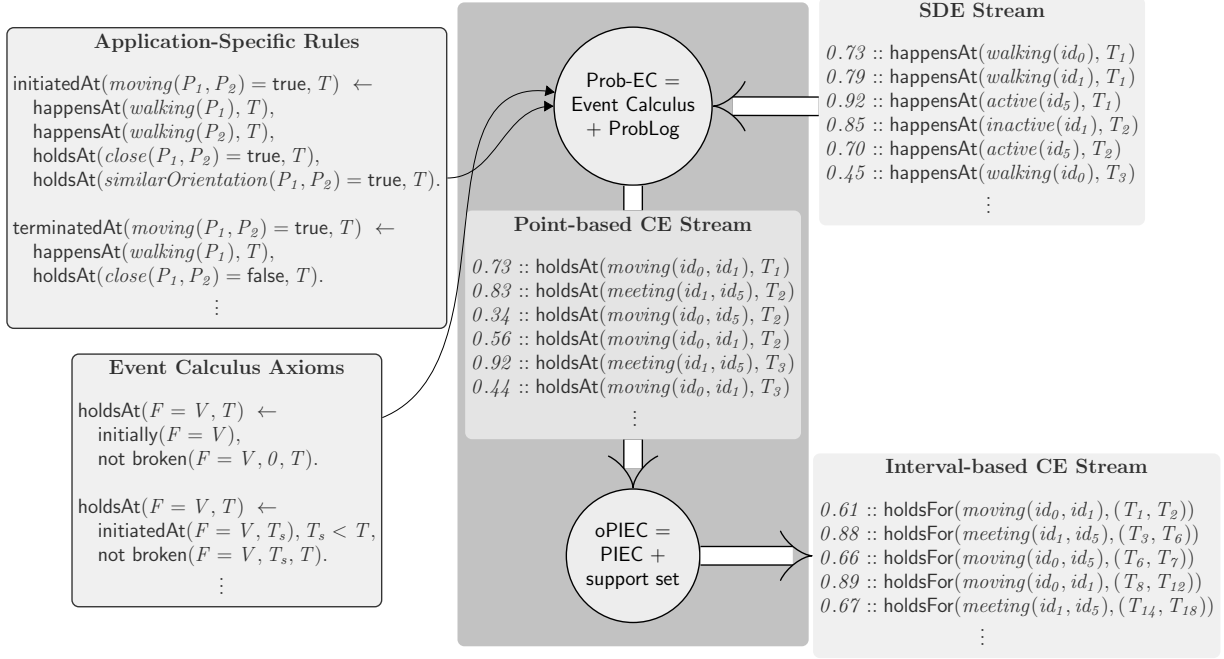 Application-Specific Rules
initiatedAt(moving(P₁, P₂) = true, T) ←
happensAt(walking(P₁), T),
happensAt(walking(P₂), T),
holdsAt(close(P₁, P₂) = true, T),
holdsAt(similarOrientation(P₁, P₂) = true, T).
terminatedAt(moving(P₁, P₂) = true, T) ←
happensAt(walking(P₁), T),
holdsAt(close(P₁, P₂) = false, T).
⋮
Event Calculus Axioms
holdsAt(F = V, T) ←
initially(F = V),
not broken(F = V, 0, T).
holdsAt(F = V, T) ←
initiatedAt(F = V, Tₛ), Tₛ < T,
not broken(F = V, Tₛ, T).
⋮
Prob-EC =
Event Calculus
+ ProbLog
SDE Stream
0.73 :: happensAt(walking(id₀), T₁)
0.79 :: happensAt(walking(id₁), T₁)
0.92 :: happensAt(active(id₅), T₁)
0.85 :: happensAt(inactive(id₁), T₂)
0.70 :: happensAt(active(id₅), T₂)
0.45 :: happensAt(walking(id₀), T₃)
⋮
Point-based CE Stream
0.73 :: holdsAt(moving(id₀, id₁), T₁)
0.83 :: holdsAt(meeting(id₁, id₅), T₂)
0.34 :: holdsAt(moving(id₀, id₅), T₂)
0.56 :: holdsAt(moving(id₀, id₁), T₂)
0.92 :: holdsAt(meeting(id₁, id₅), T₃)
0.44 :: holdsAt(moving(id₀, id₁), T₃)
⋮
oPIEC =
PIEC +
support set
Interval-based CE Stream
0.61 :: holdsFor(moving(id₀, id₁), (T₁, T₂))
0.88 :: holdsFor(meeting(id₁, id₅), (T₃, T₆))
0.66 :: holdsFor(moving(id₀, id₅), (T₆, T₇))
0.89 :: holdsFor(moving(id₀, id₁), (T₈, T₁₂))
0.67 :: holdsFor(meeting(id₁, id₅), (T₁₄, T₁₈))
⋮